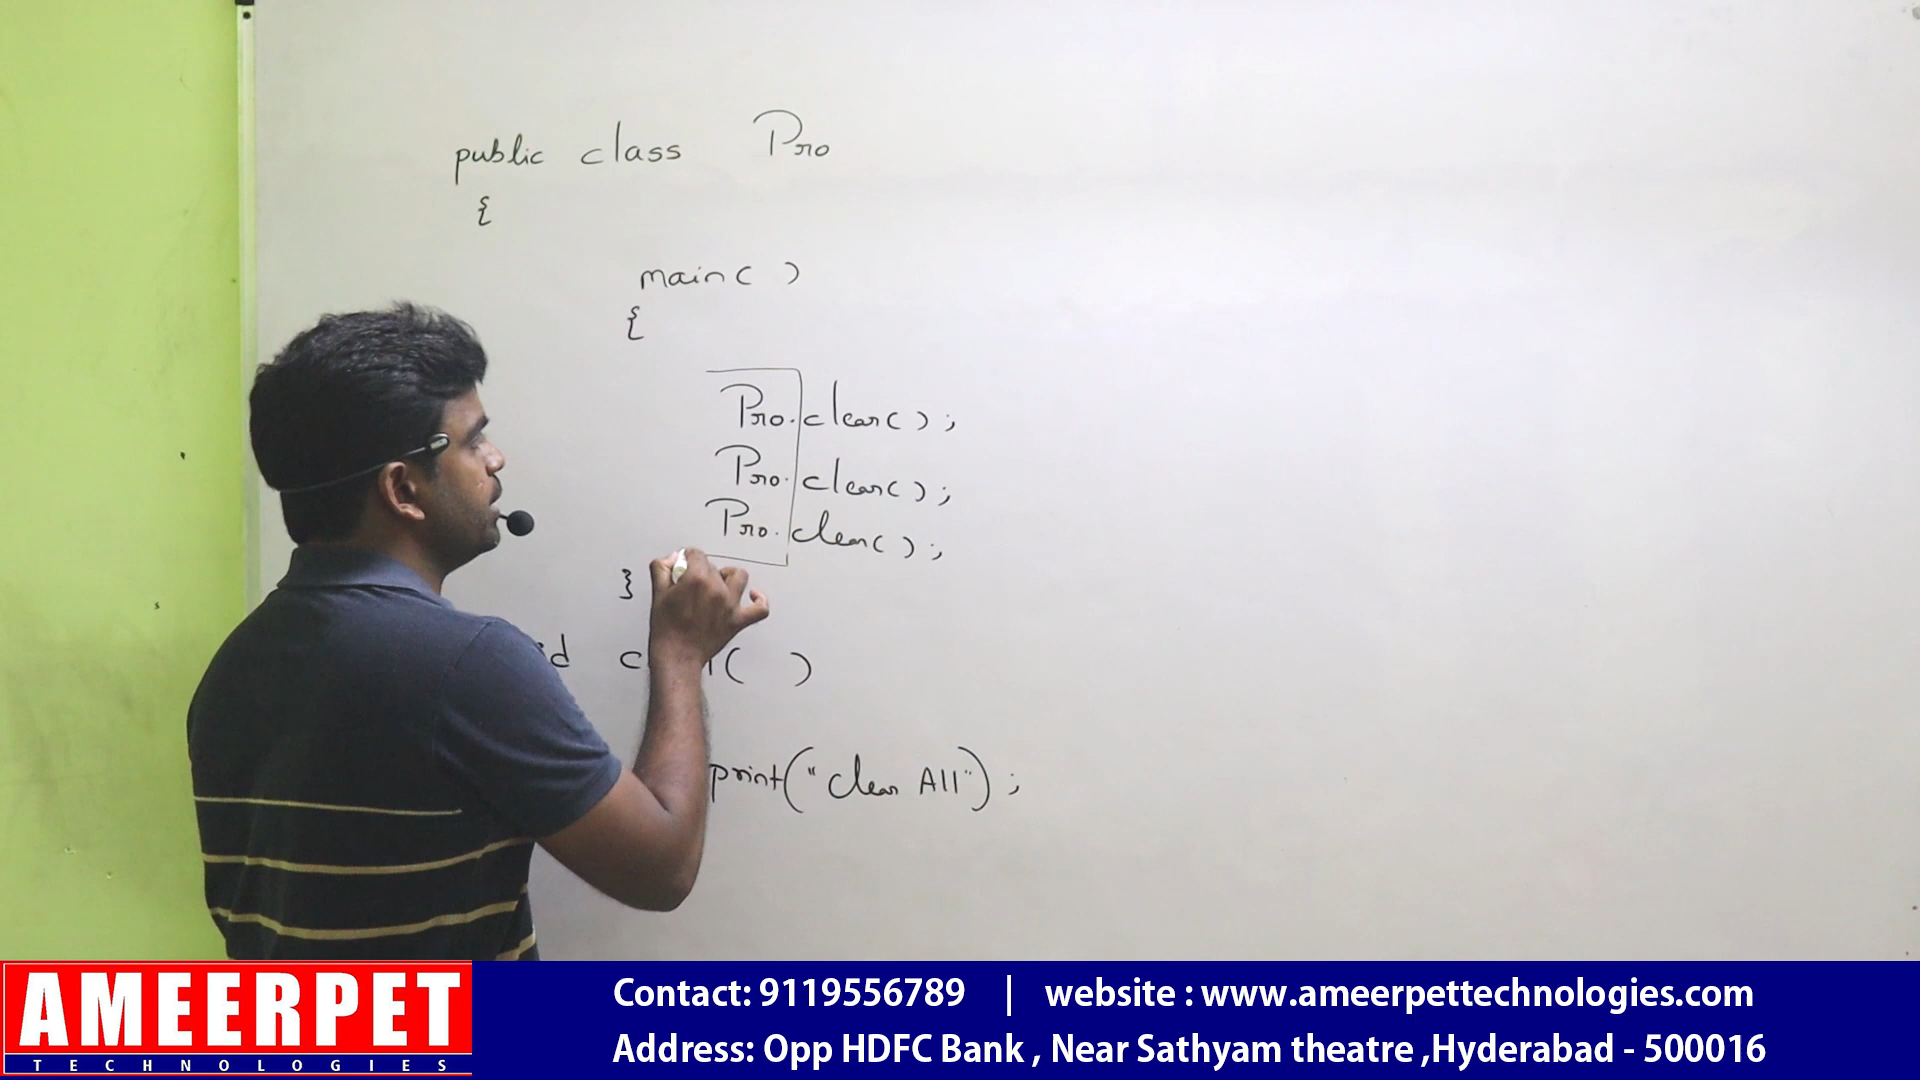 public class Pro
{
main( )
{
Pro.clear( );
Pro.clear( );
Pro.clear( );
}
( )
print("Clear All");
AMEERPET
TECHNOLOGIES
Contact: 9119556789 | website : www.ameerpettechnologies.com
Address: Opp HDFC Bank , Near Sathyam theatre ,Hyderabad - 500016